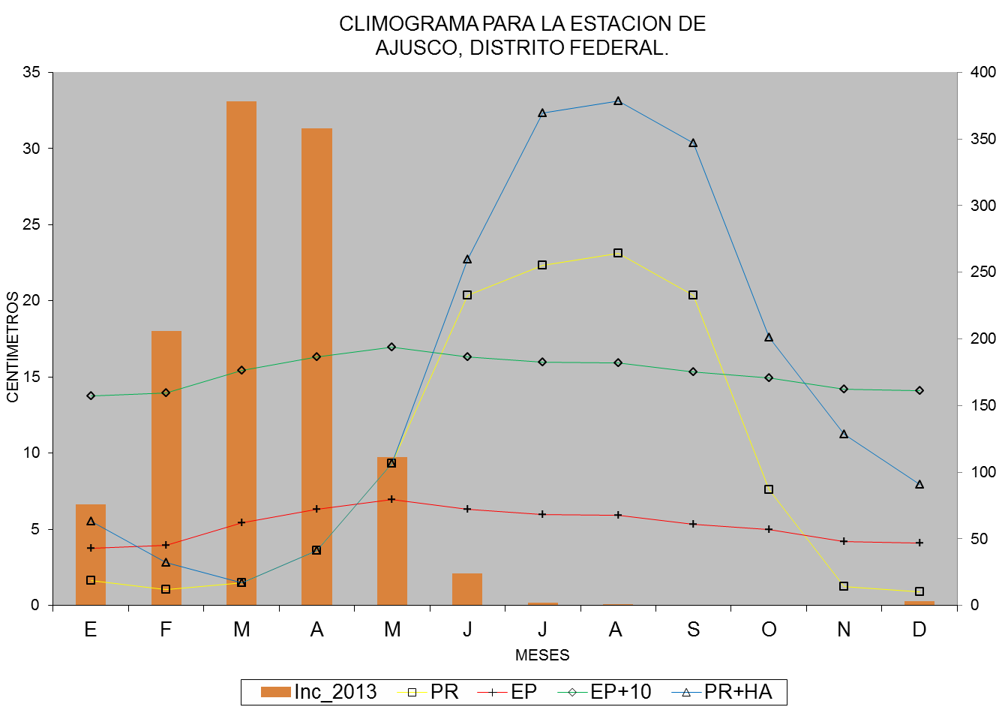 CLIMOGRAMA PARA LA ESTACION DE
AJUSCO, DISTRITO FEDERAL.
35
30
25
20
15
10
5
0
CENTIMETROS
400
350
300
250
200
150
100
50
0
E F M A M J J A S O N D
MESES
Inc_2013 PR EP EP+10 PR+HA